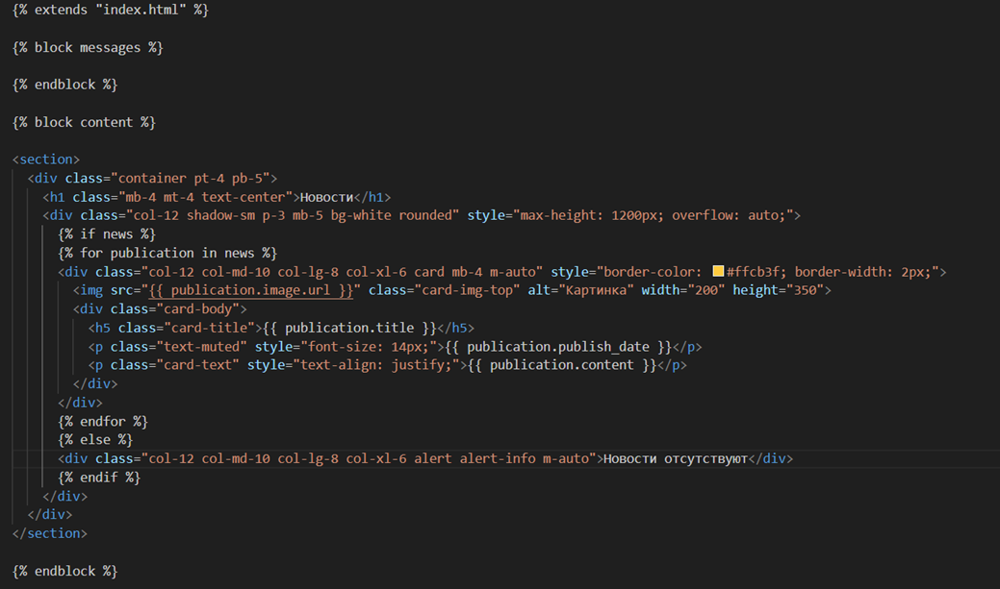 {% extends "index.html" %}
{% block messages %}
{% endblock %}
{% block content %}
<section>
<div class="container pt-4 pb-5">
<h1 class="mb-4 mt-4 text-center">Новости</h1>
<div class="col-12 shadow-sm p-3 mb-5 bg-white rounded" style="max-height: 1200px; overflow: auto;">
{% if news %}
{% for publication in news %}
<div class="col-12 col-md-10 col-lg-8 col-xl-6 card mb-4 m-auto" style="border-color: #ffcb3f; border-width: 2px;">
<img src="{{ publication.image.url }}" class="card-img-top" alt="Картинка" width="200" height="350">
<div class="card-body">
<h5 class="card-title">{{ publication.title }}</h5>
<p class="text-muted" style="font-size: 14px;">{{ publication.publish_date }}</p>
<p class="card-text" style="text-align: justify;">{{ publication.content }}</p>
</div>
</div>
{% endfor %}
{% else %}
<div class="col-12 col-md-10 col-lg-8 col-xl-6 alert alert-info m-auto">Новости отсутствуют</div>
{% endif %}
</div>
</div>
</section>
{% endblock %}